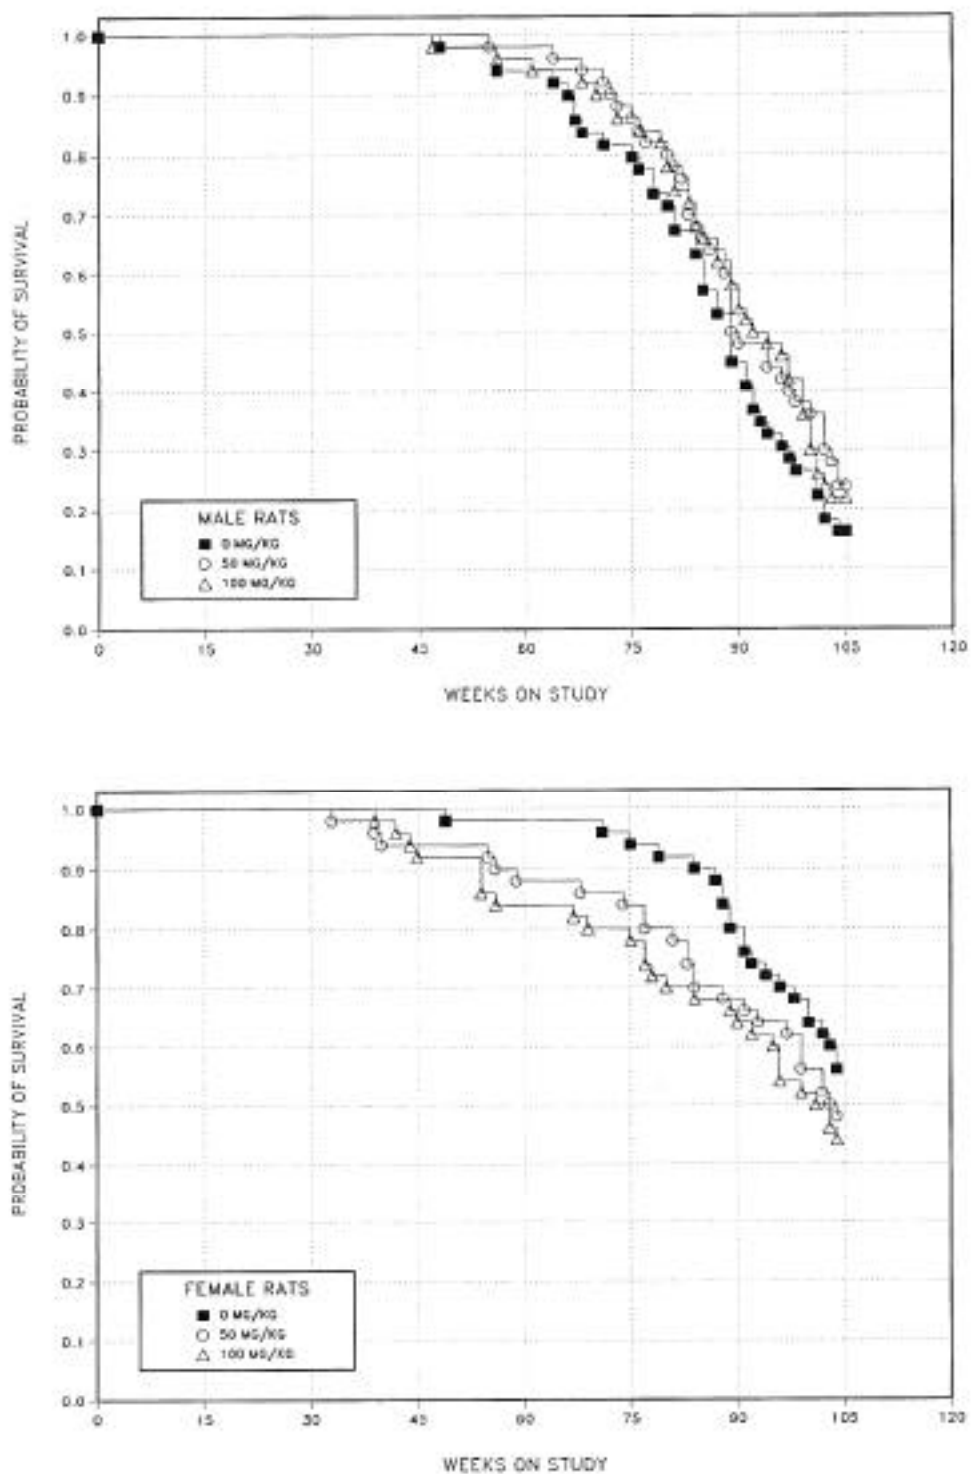 PROBABILITY OF SURVIVAL
1.0
0.9
0.8
0.7
0.6
0.5
0.4
0.3
0.2
0.1
0.0
MALE RATS
0 MG/KG
50 MG/KG
100 MG/KG
0 15 30 45 60 75 90 105 120
WEEKS ON STUDY
PROBABILITY OF SURVIVAL
1.0
0.9
0.8
0.7
0.6
0.5
0.4
0.3
0.2
0.1
0.0
FEMALE RATS
0 MG/KG
50 MG/KG
100 MG/KG
0 15 30 45 60 75 90 105 120
WEEKS ON STUDY